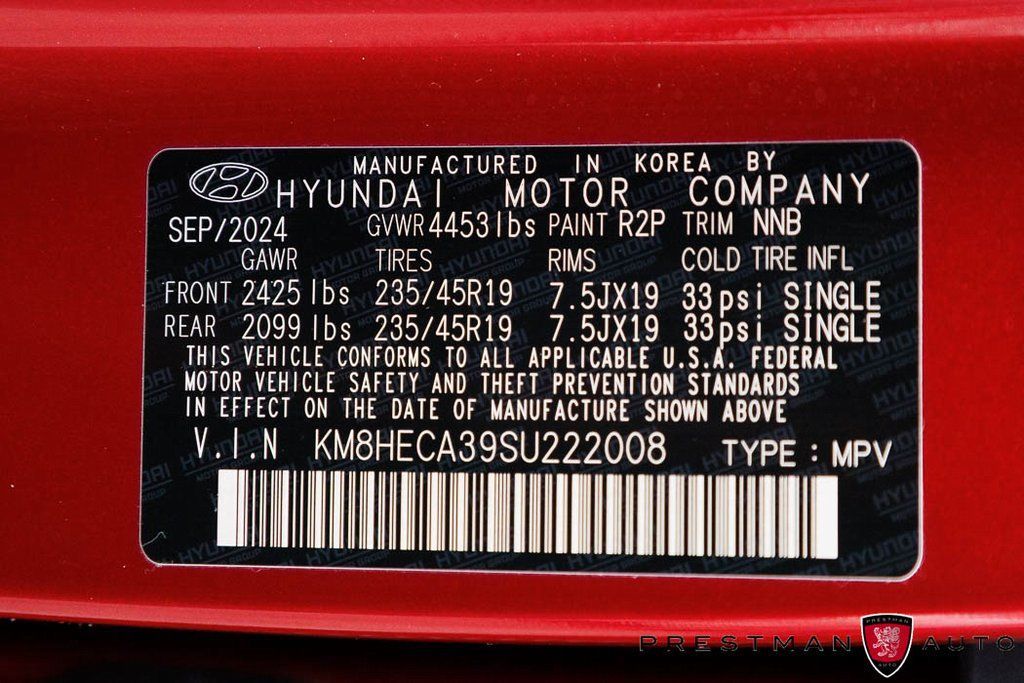 MANUFACTURED IN KOREA BY
HYUNDAI MOTOR COMPANY
SEP/2024 GVWR 4453lbs PAINT R2P TRIM NNB
GAWR TIRES RIMS COLD TIRE INFL
FRONT 2425 lbs 235/45R19 7.5JX19 33psi SINGLE
REAR 2099 lbs 235/45R19 7.5JX19 33psi SINGLE
THIS VEHICLE CONFORMS TO ALL APPLICABLE U.S.A. FEDERAL
MOTOR VEHICLE SAFETY AND THEFT PREVENTION STANDARDS
IN EFFECT ON THE DATE OF MANUFACTURE SHOWN ABOVE
V.I.N KM8HECA39SU222008 TYPE : MPV
PRESTMAN AUTO
PRESTMAN
AUTO